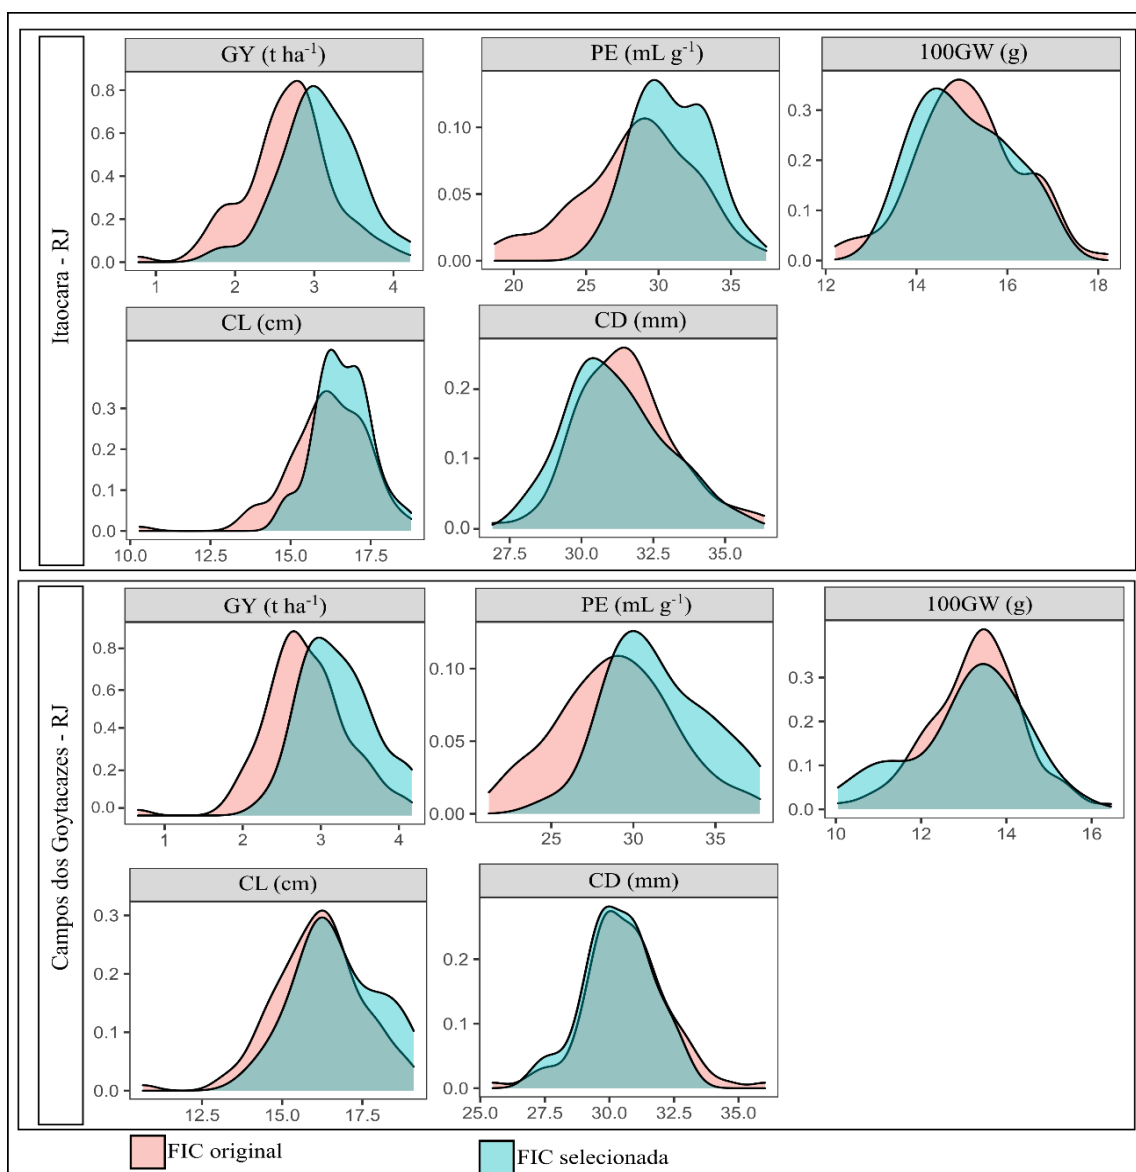 Itaocara - RJ
GY (t ha⁻¹)
0.8
0.6
0.4
0.2
0.0
1 2 3 4
PE (mL g⁻¹)
0.10
0.05
0.00
20 25 30 35
100GW (g)
0.3
0.2
0.1
0.0
12 14 16 18
CL (cm)
0.3
0.2
0.1
0.0
10.0 12.5 15.0 17.5
CD (mm)
0.2
0.1
0.0
27.5 30.0 32.5 35.0
Campos dos Goytacazes - RJ
GY (t ha⁻¹)
0.8
0.6
0.4
0.2
0.0
1 2 3 4
PE (mL g⁻¹)
0.10
0.05
0.00
25 30 35
100GW (g)
0.3
0.2
0.1
0.0
10 12 14 16
CL (cm)
0.3
0.2
0.1
0.0
12.5 15.0 17.5
CD (mm)
0.2
0.1
0.0
25.0 27.5 30.0 32.5 35.0
FIC original
FIC selecionada